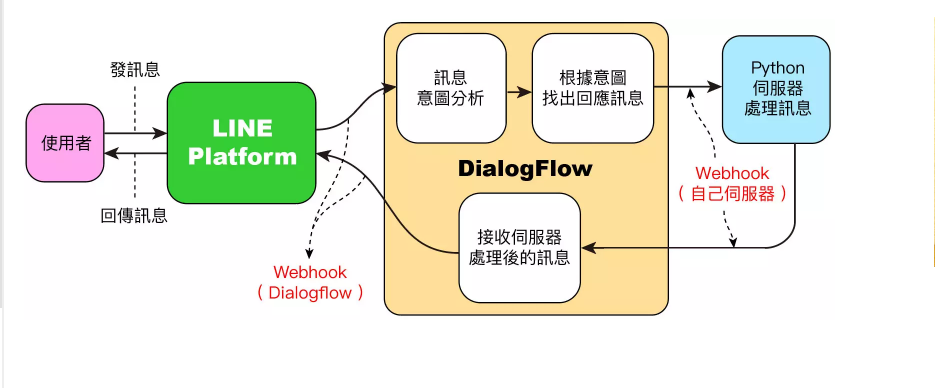 發訊息
使用者
LINE
Platform
回傳訊息
訊息
意圖分析
根據意圖
找出回應訊息
DialogFlow
接收伺服器
處理後的訊息
Webhook
（ Dialogflow ）
Python
伺服器
處理訊息
Webhook
（ 自己伺服器 ）